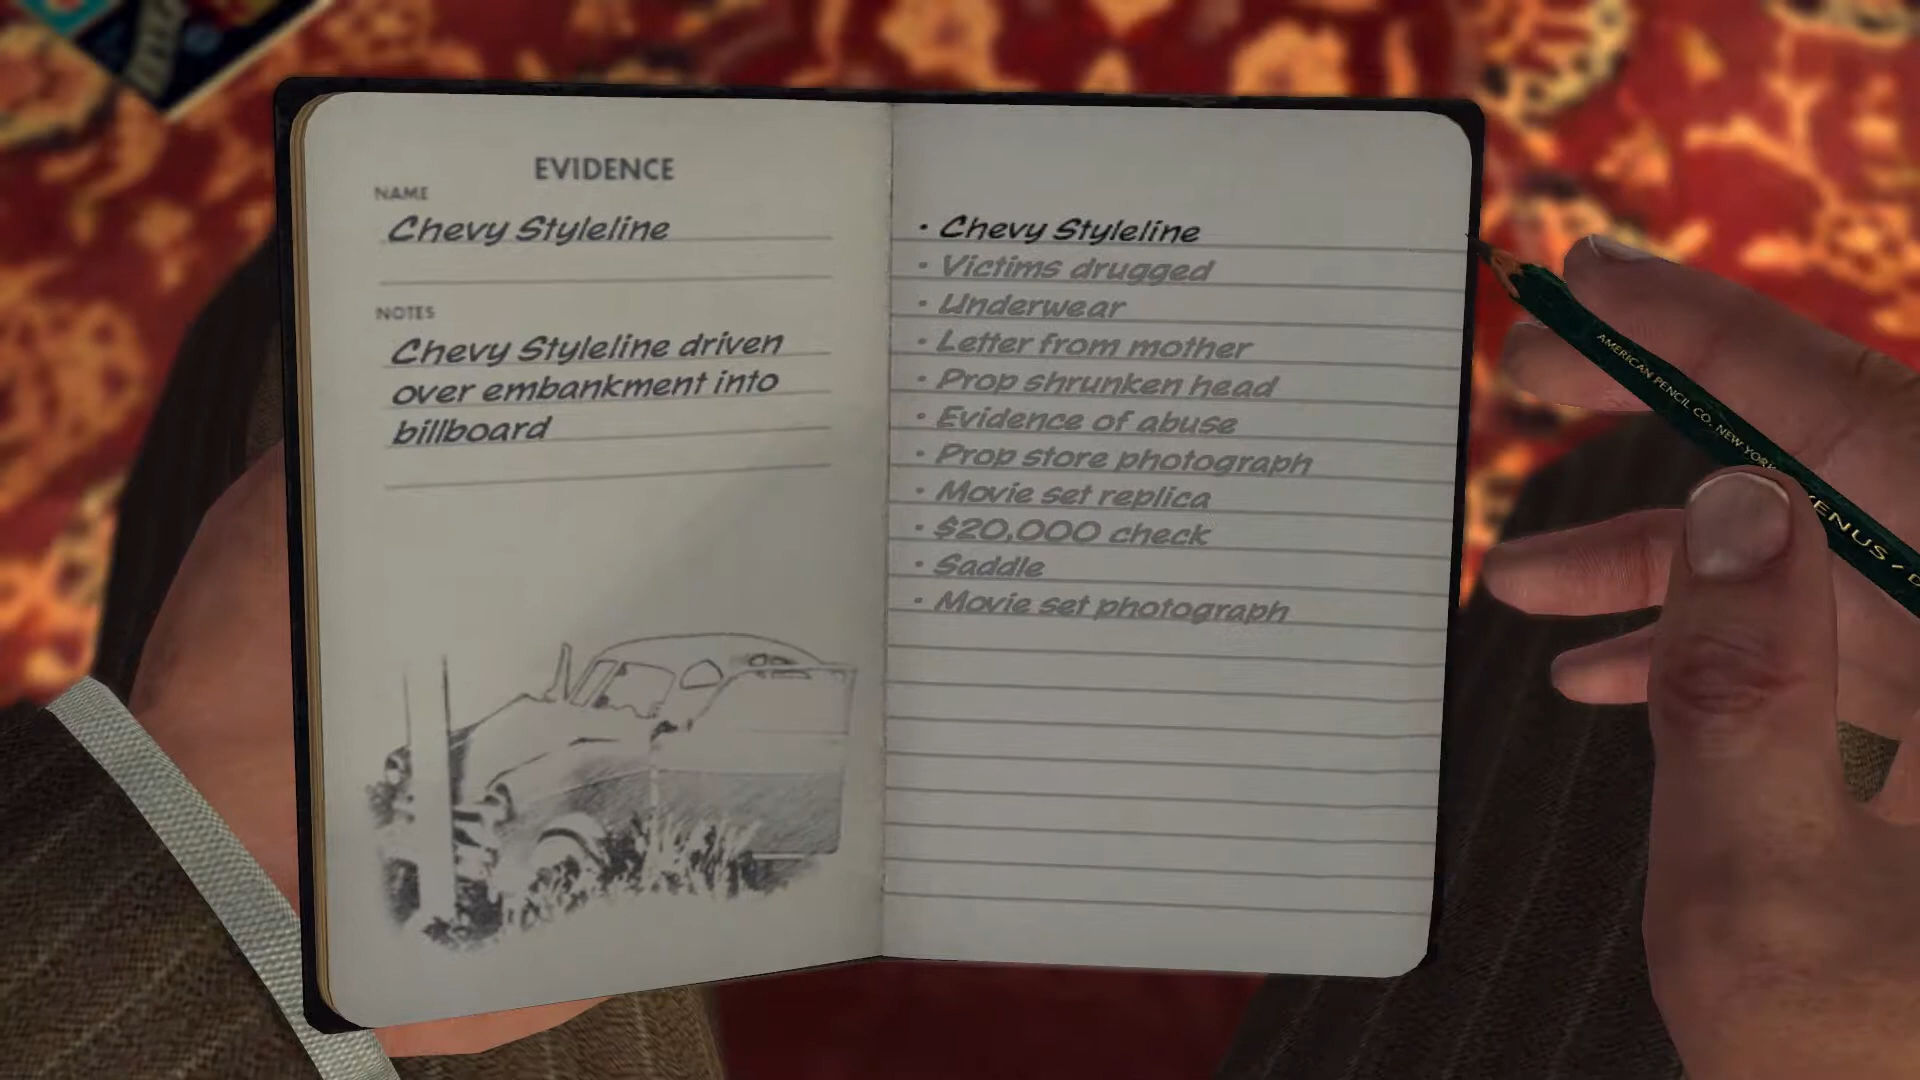 EVIDENCE
NAME
Chevy Styleline
NOTES
Chevy Styleline driven
over embankment into
billboard
• Chevy Styleline
• Victims drugged
• Underwear
• Letter from mother
• Prop shrunken head
• Evidence of abuse
• Prop store photograph
• Movie set replica
• $20,000 check
• Saddle
• Movie set photograph
AMERICAN PENCIL CO. NEW YORK
VENUS